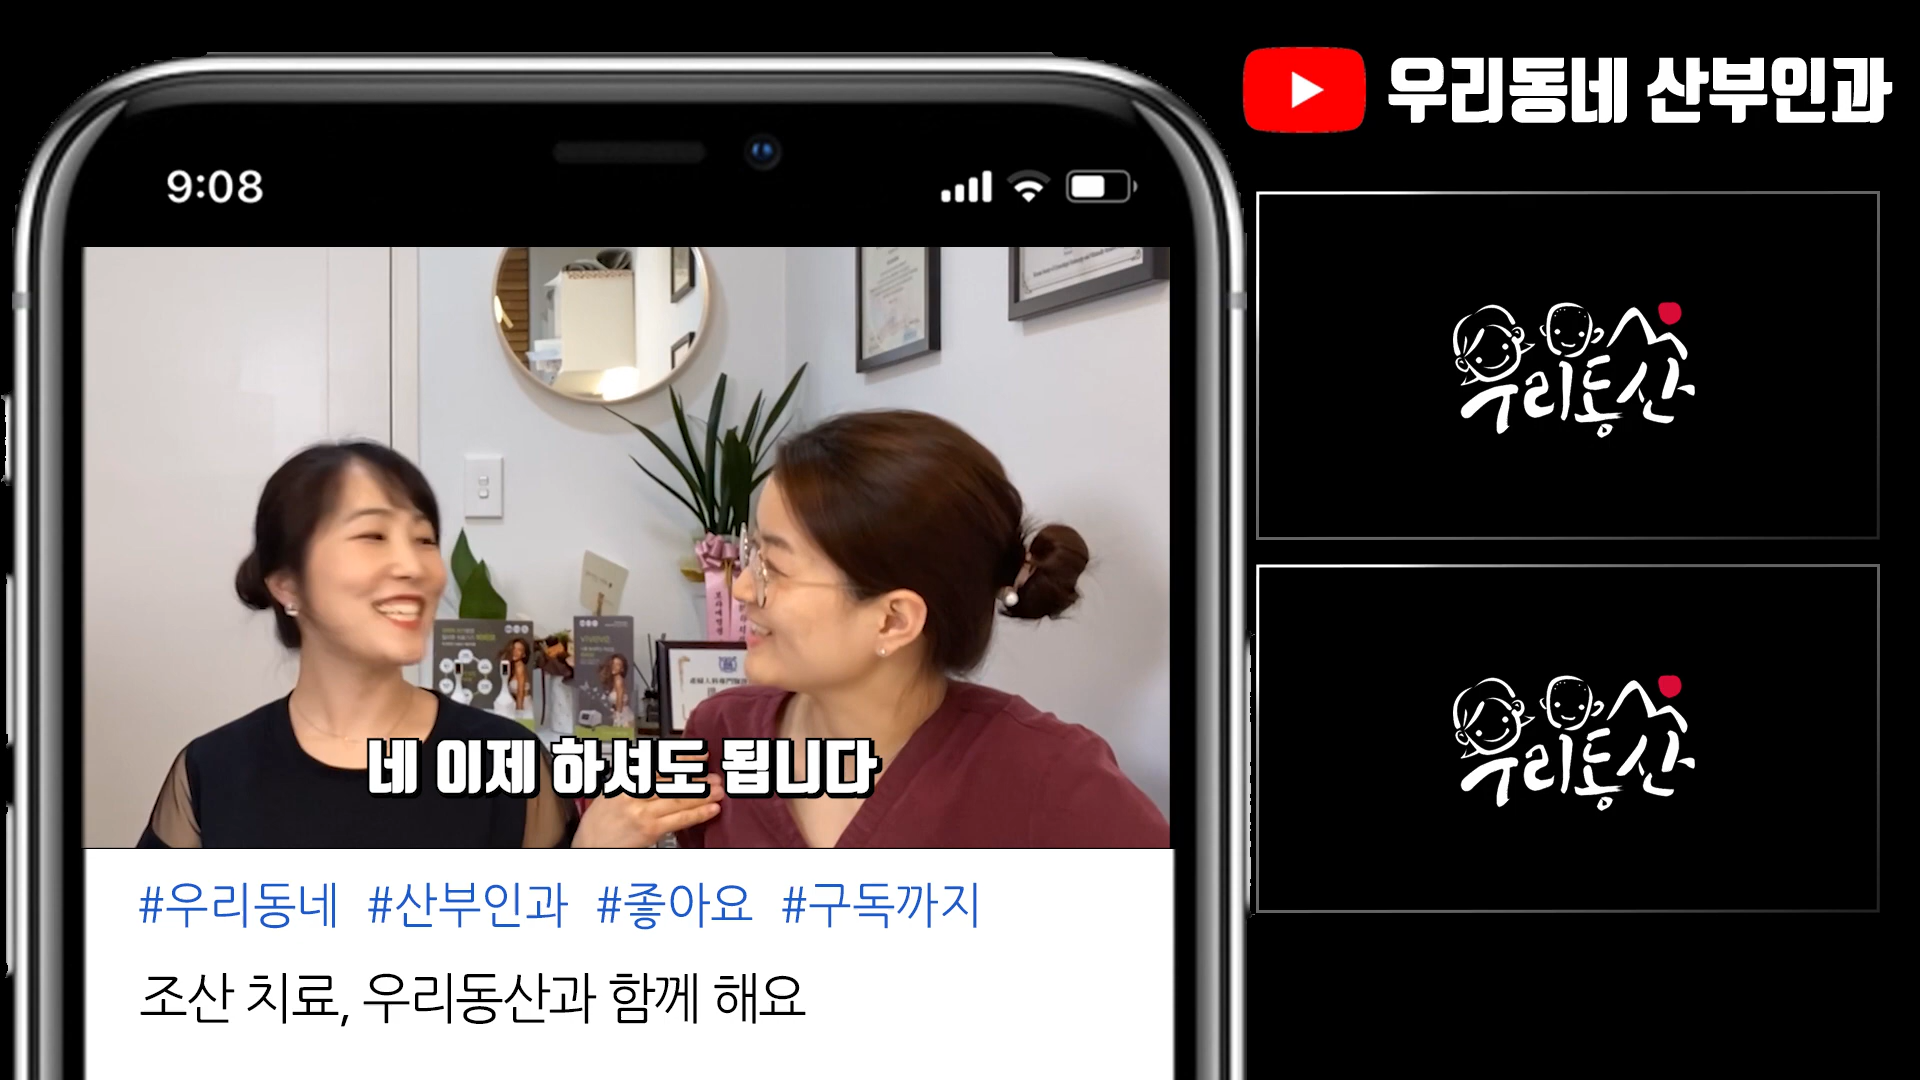 우리동네 산부인과
9:08
네 이제 하셔도 됩니다
#우리동네 #산부인과 #좋아요 #구독까지
조산 치료, 우리동산과 함께 해요
우리동산
우리동산